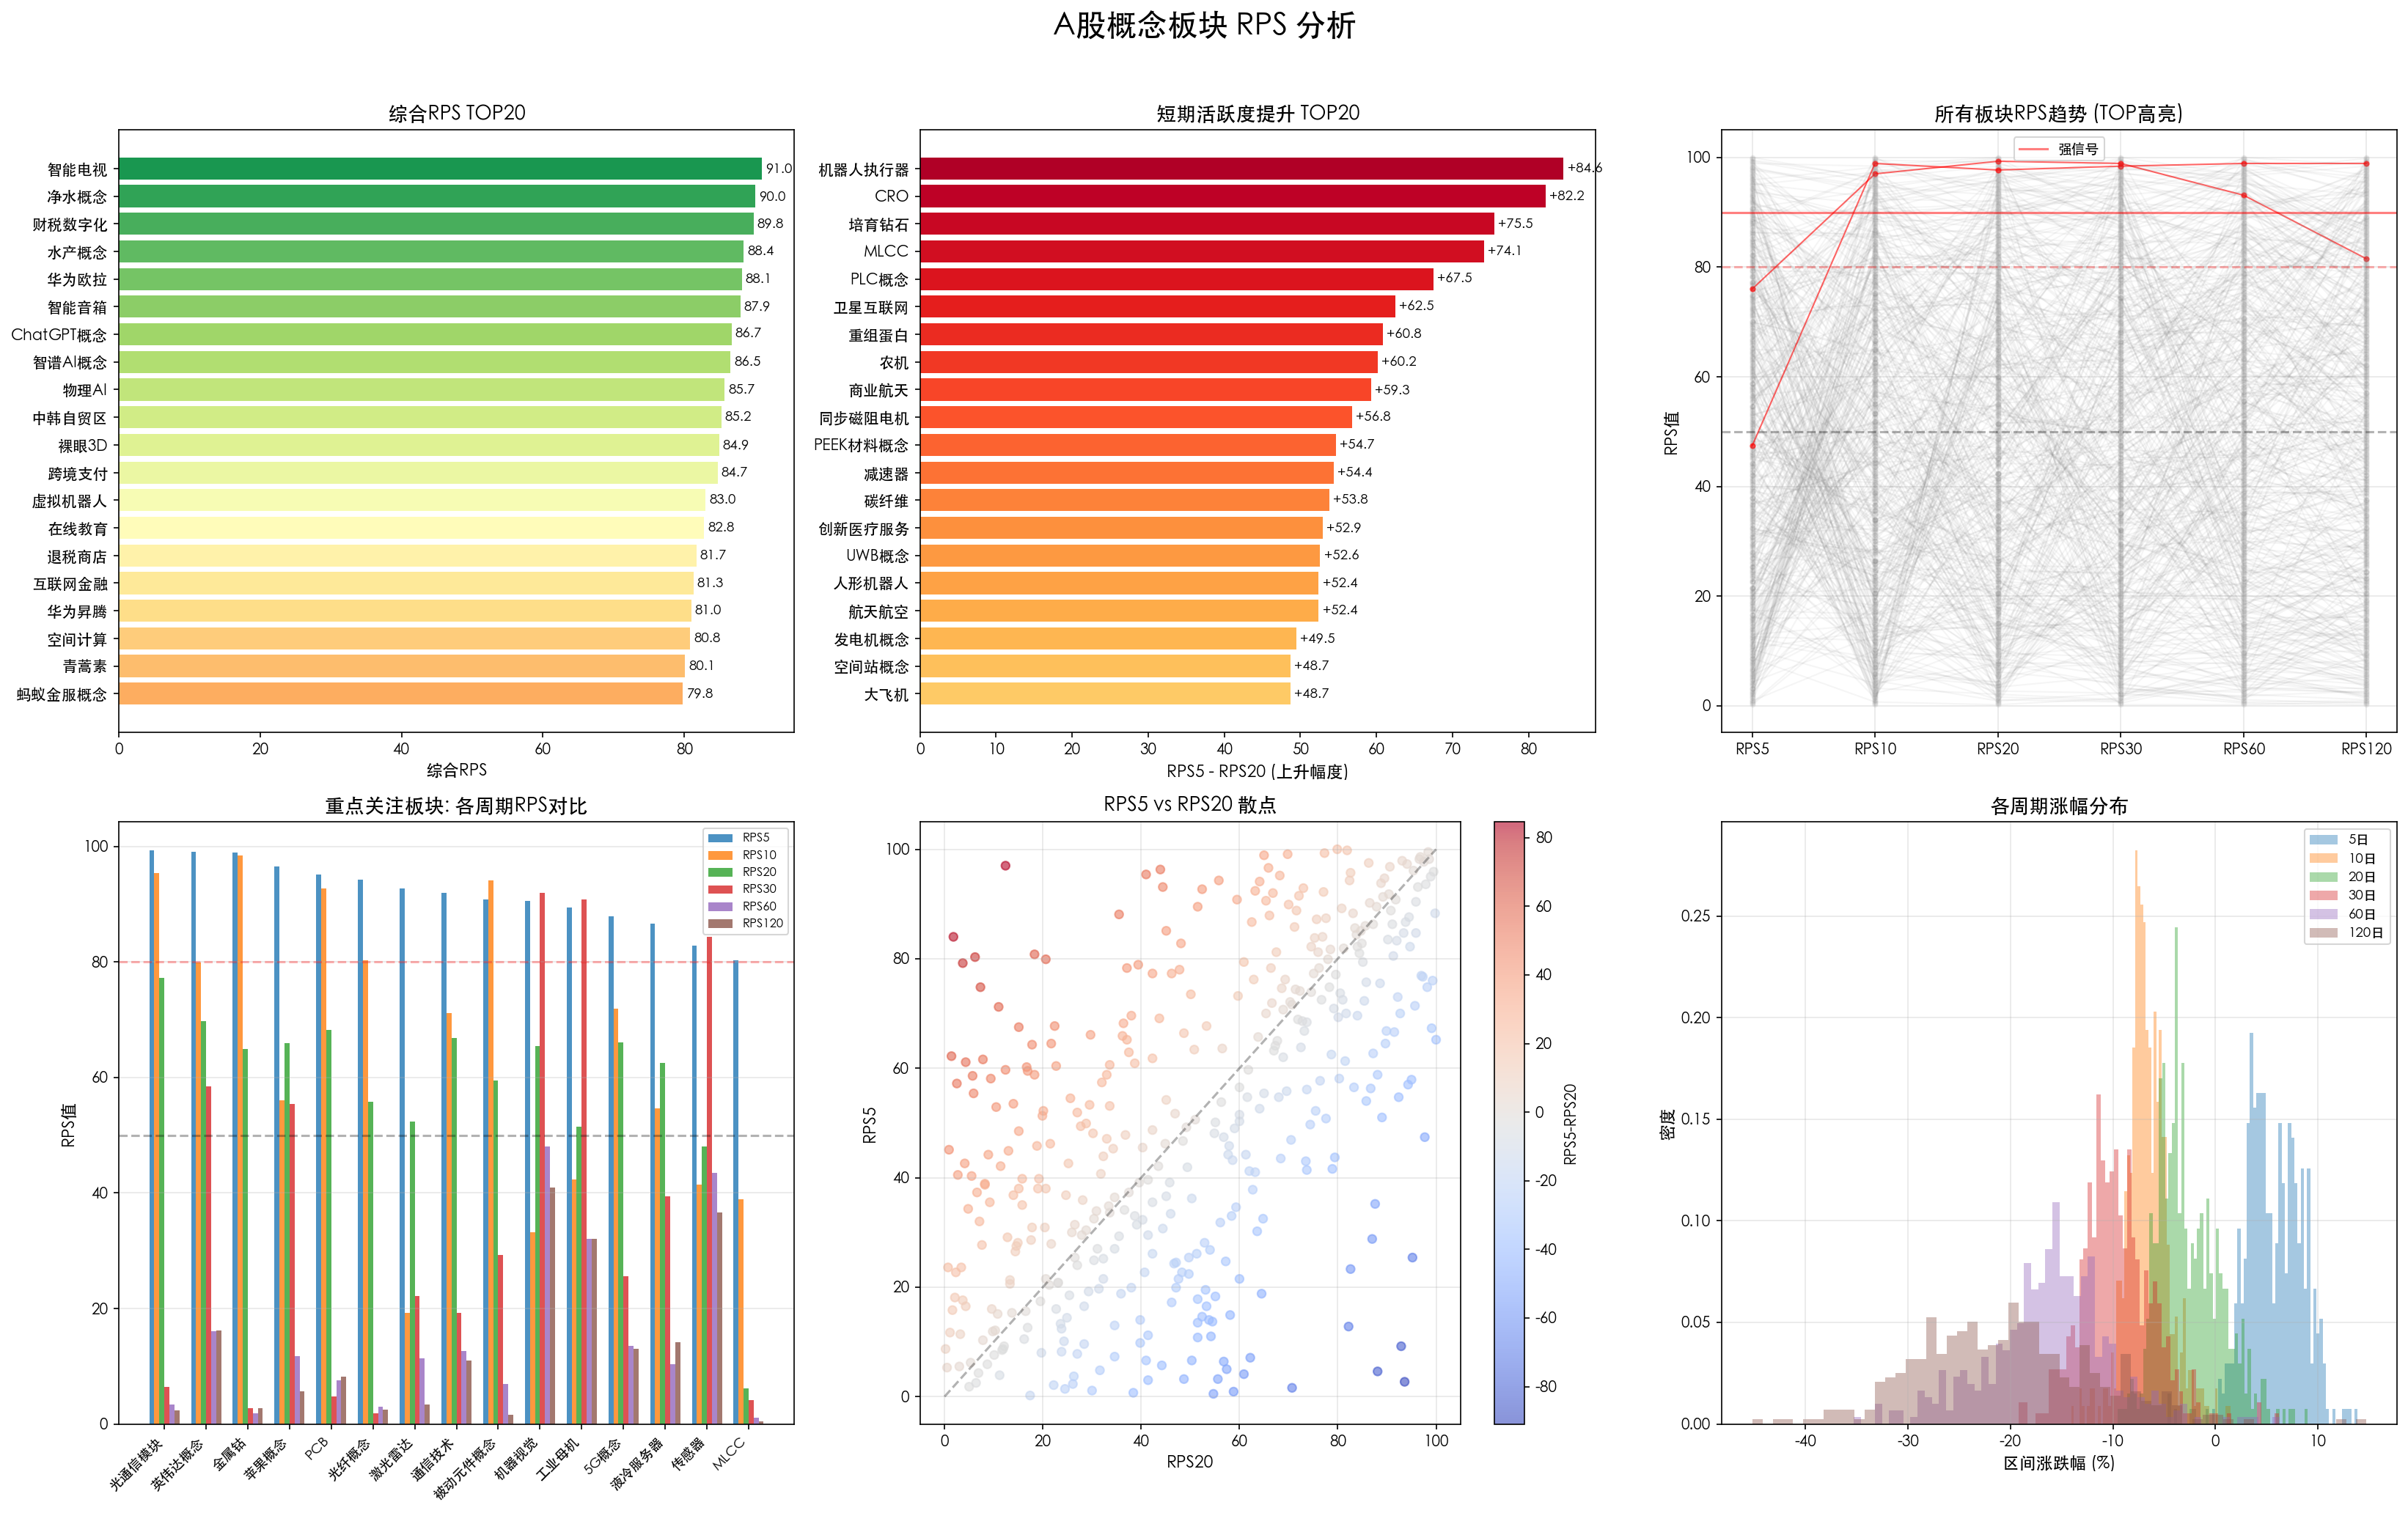 A股概念板块 RPS 分析
综合RPS TOP20
智能电视 91.0
净水概念 90.0
财税数字化 89.8
水产概念 88.4
华为欧拉 88.1
智能音箱 87.9
ChatGPT概念 86.7
智谱AI概念 86.5
物理AI 85.7
中韩自贸区 85.2
裸眼3D 84.9
跨境支付 84.7
虚拟机器人 83.0
在线教育 82.8
退税商店 81.7
互联网金融 81.3
华为昇腾 81.0
空间计算 80.8
青蒿素 80.1
蚂蚁金服概念 79.8
0 20 40 60 80
综合RPS
短期活跃度提升 TOP20
机器人执行器 +84.6
CRO +82.2
培育钻石 +75.5
MLCC +74.1
PLC概念 +67.5
卫星互联网 +62.5
重组蛋白 +60.8
农机 +60.2
商业航天 +59.3
同步磁阻电机 +56.8
PEEK材料概念 +54.7
减速器 +54.4
碳纤维 +53.8
创新医疗服务 +52.9
UWB概念 +52.6
人形机器人 +52.4
航天航空 +52.4
发电机概念 +49.5
空间站概念 +48.7
大飞机 +48.7
0 10 20 30 40 50 60 70 80
RPS5 - RPS20 (上升幅度)
所有板块RPS趋势 (TOP高亮)
强信号
RPS值
100
80
60
40
20
0
RPS5 RPS10 RPS20 RPS30 RPS60 RPS120
重点关注板块: 各周期RPS对比
RPS5
RPS10
RPS20
RPS30
RPS60
RPS120
RPS值
100
80
60
40
20
0
光通信模块
英伟达概念
金属钴
苹果概念
PCB
光纤概念
激光雷达
通信技术
被动元件概念
机器视觉
工业母机
5G概念
液冷服务器
传感器
MLCC
RPS5 vs RPS20 散点
RPS5
100
80
60
40
20
0
0 20 40 60 80 100
RPS20
80
60
40
20
0
-20
-40
-60
-80
RPS5-RPS20
各周期涨幅分布
5日
10日
20日
30日
60日
120日
密度
0.25
0.20
0.15
0.10
0.05
0.00
-40 -30 -20 -10 0 10
区间涨跌幅 (%)